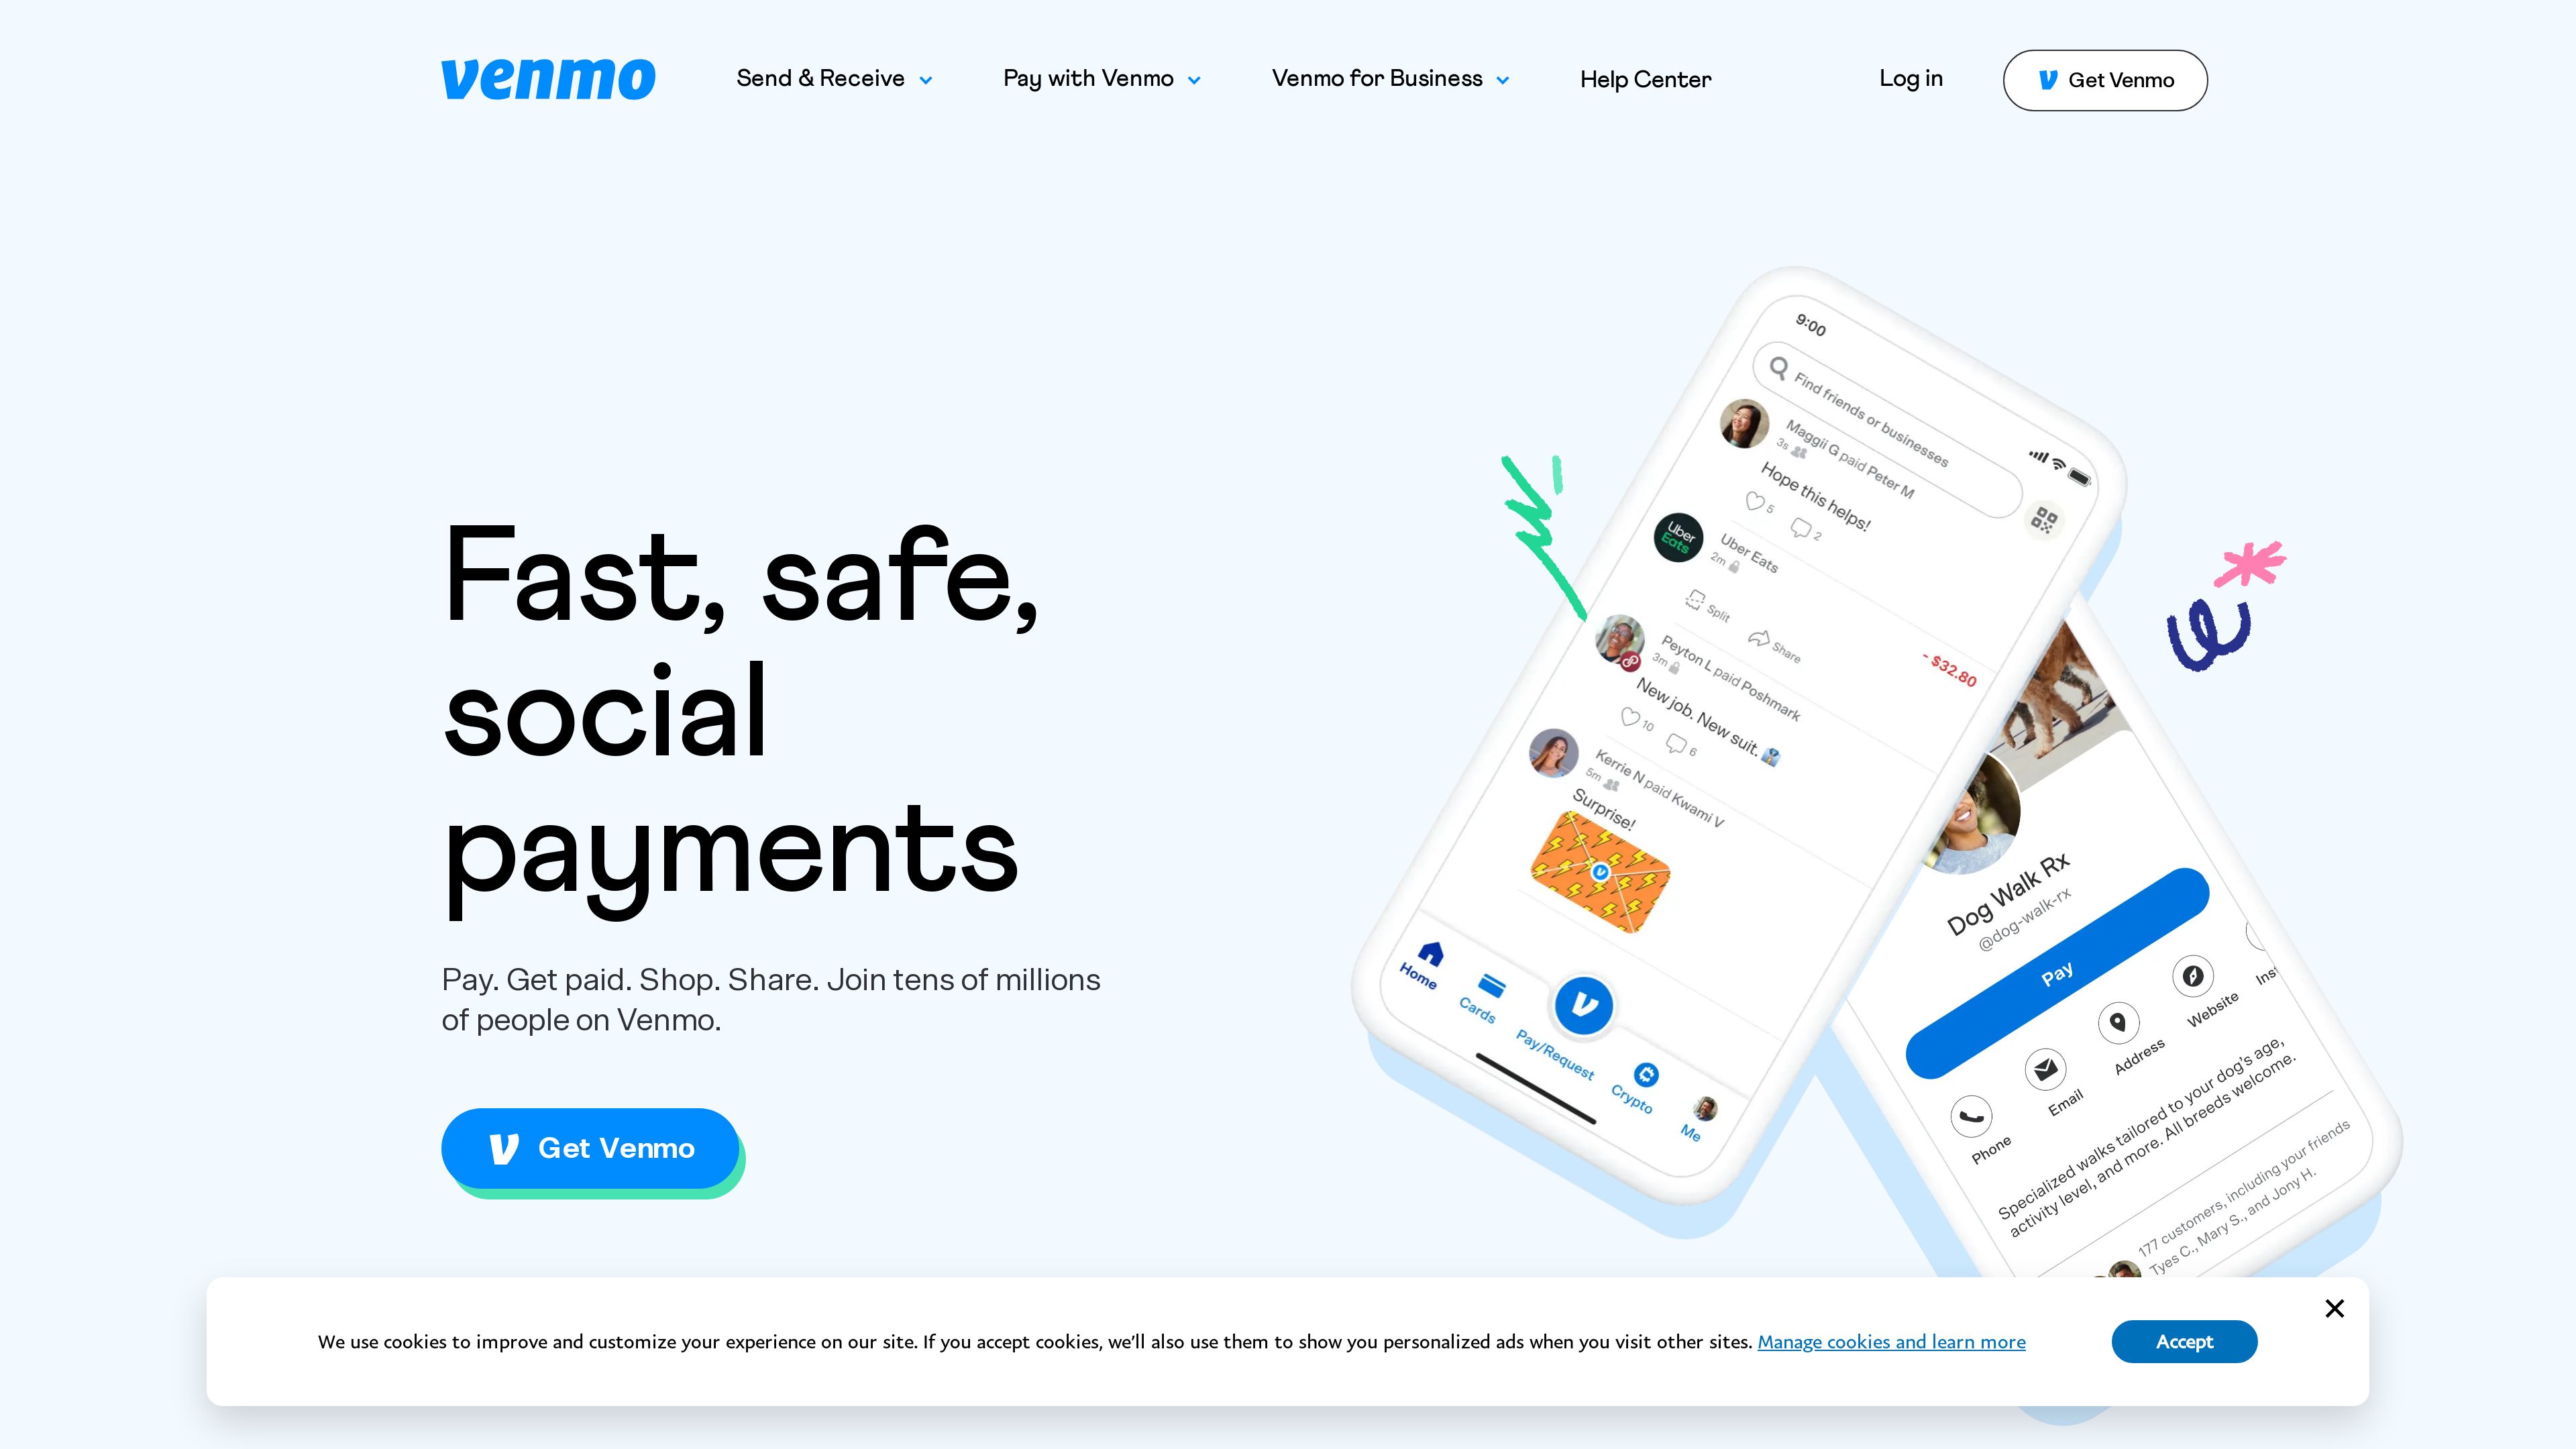 venmo
Send & Receive
Pay with Venmo
Venmo for Business
Help Center
Log in
Get Venmo
Fast, safe,
social
payments
Pay. Get paid. Shop. Share. Join tens of millions
of people on Venmo.
Get Venmo
9:00
Find friends or businesses
Maggii G paid Peter M
3s
Hope this helps!
5
2
Uber
Eats
Uber Eats
2m
- $32.80
Split
Share
Peyton L paid Poshmark
3m
New job. New suit.
10
6
Kerrie N paid Kwami V
5m
Surprise!
Home
Cards
Pay/Request
Crypto
Me
Dog Walk Rx
@dog-walk-rx
Pay
Phone
Email
Address
Website
Ins
Specialized walks tailored to your dog's age,
activity level, and more. All breeds welcome.
177 customers, including your friends
Tyes C., Mary S., and Jony H.
We use cookies to improve and customize your experience on our site. If you accept cookies, we'll also use them to show you personalized ads when you visit other sites. Manage cookies and learn more
Accept